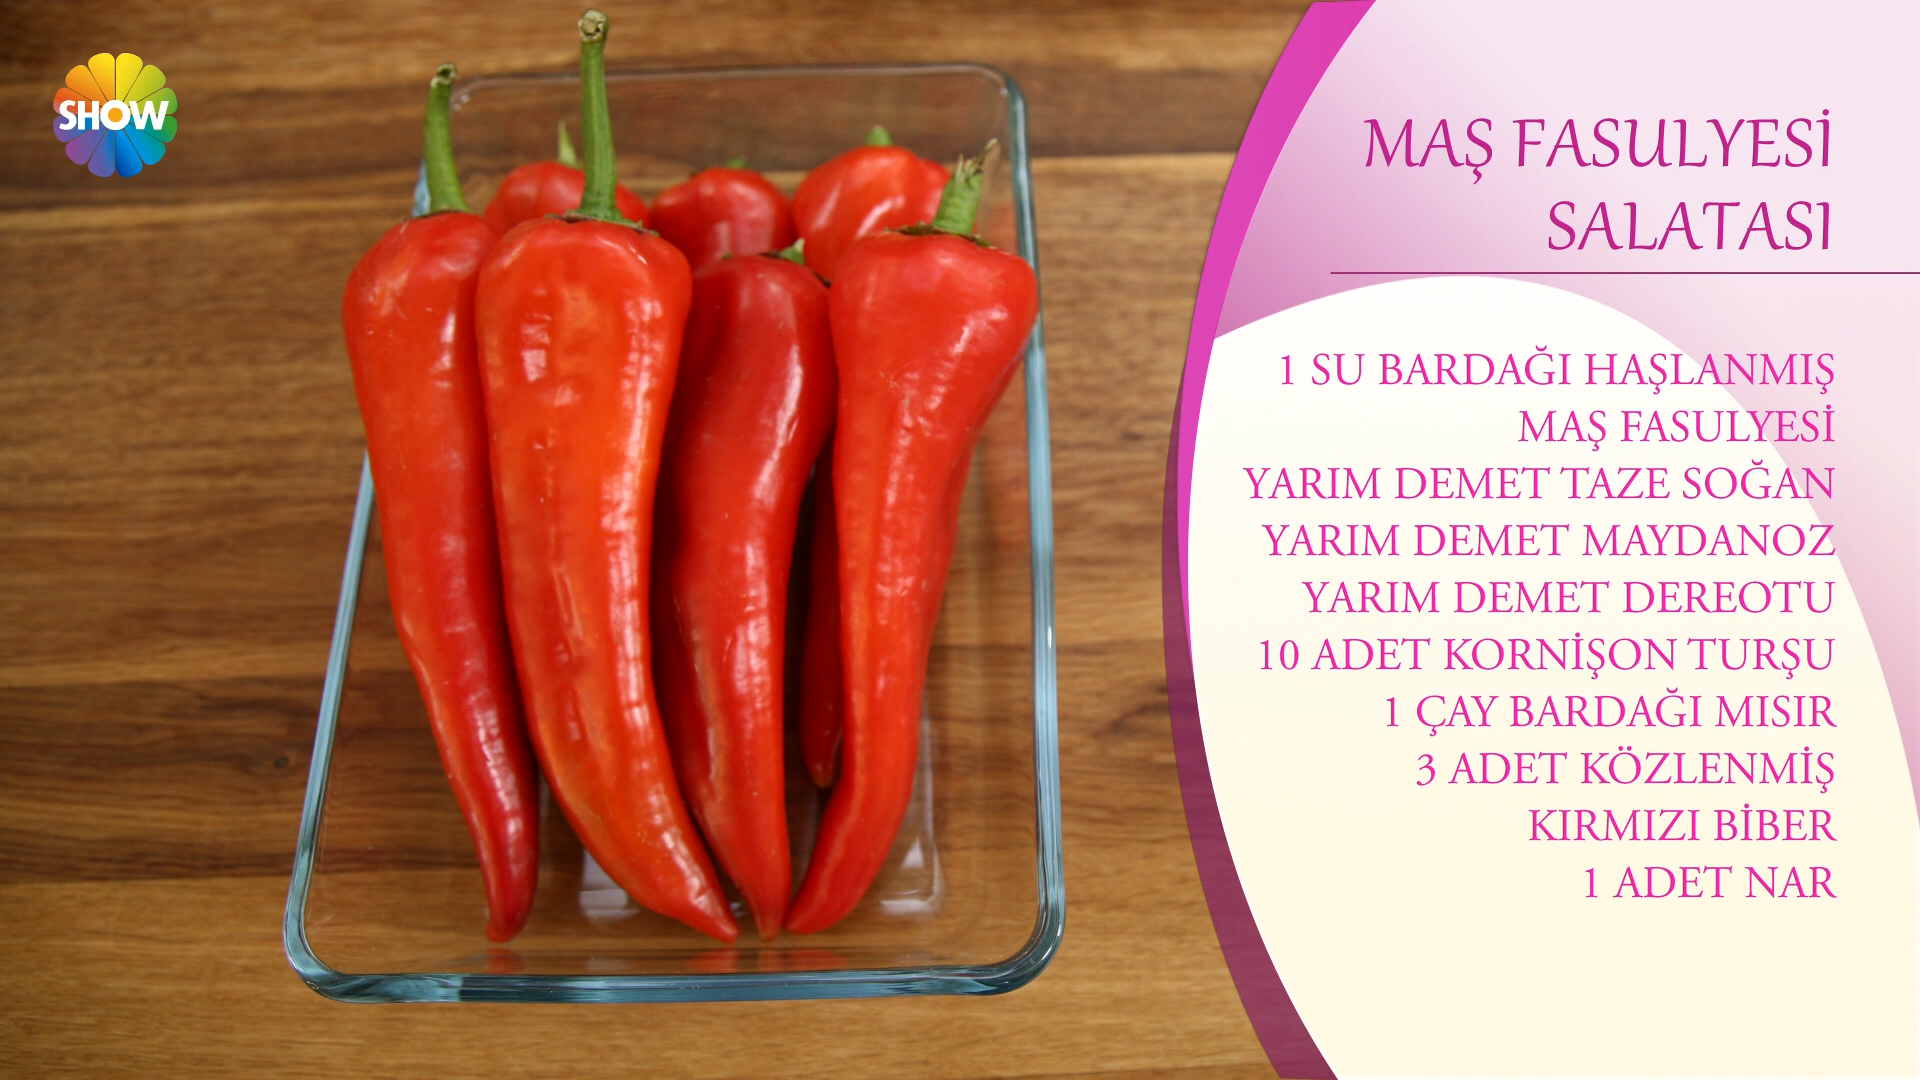 SHOW
MAŞ FASULYESİ
SALATASI
1 SU BARDAĞI HAŞLANMIŞ
MAŞ FASULYESİ
YARIM DEMET TAZE SOĞAN
YARIM DEMET MAYDANOZ
YARIM DEMET DEREOTU
10 ADET KORNİŞON TURŞU
1 ÇAY BARDAĞI MISIR
3 ADET KÖZLENMİŞ
KIRMIZI BİBER
1 ADET NAR